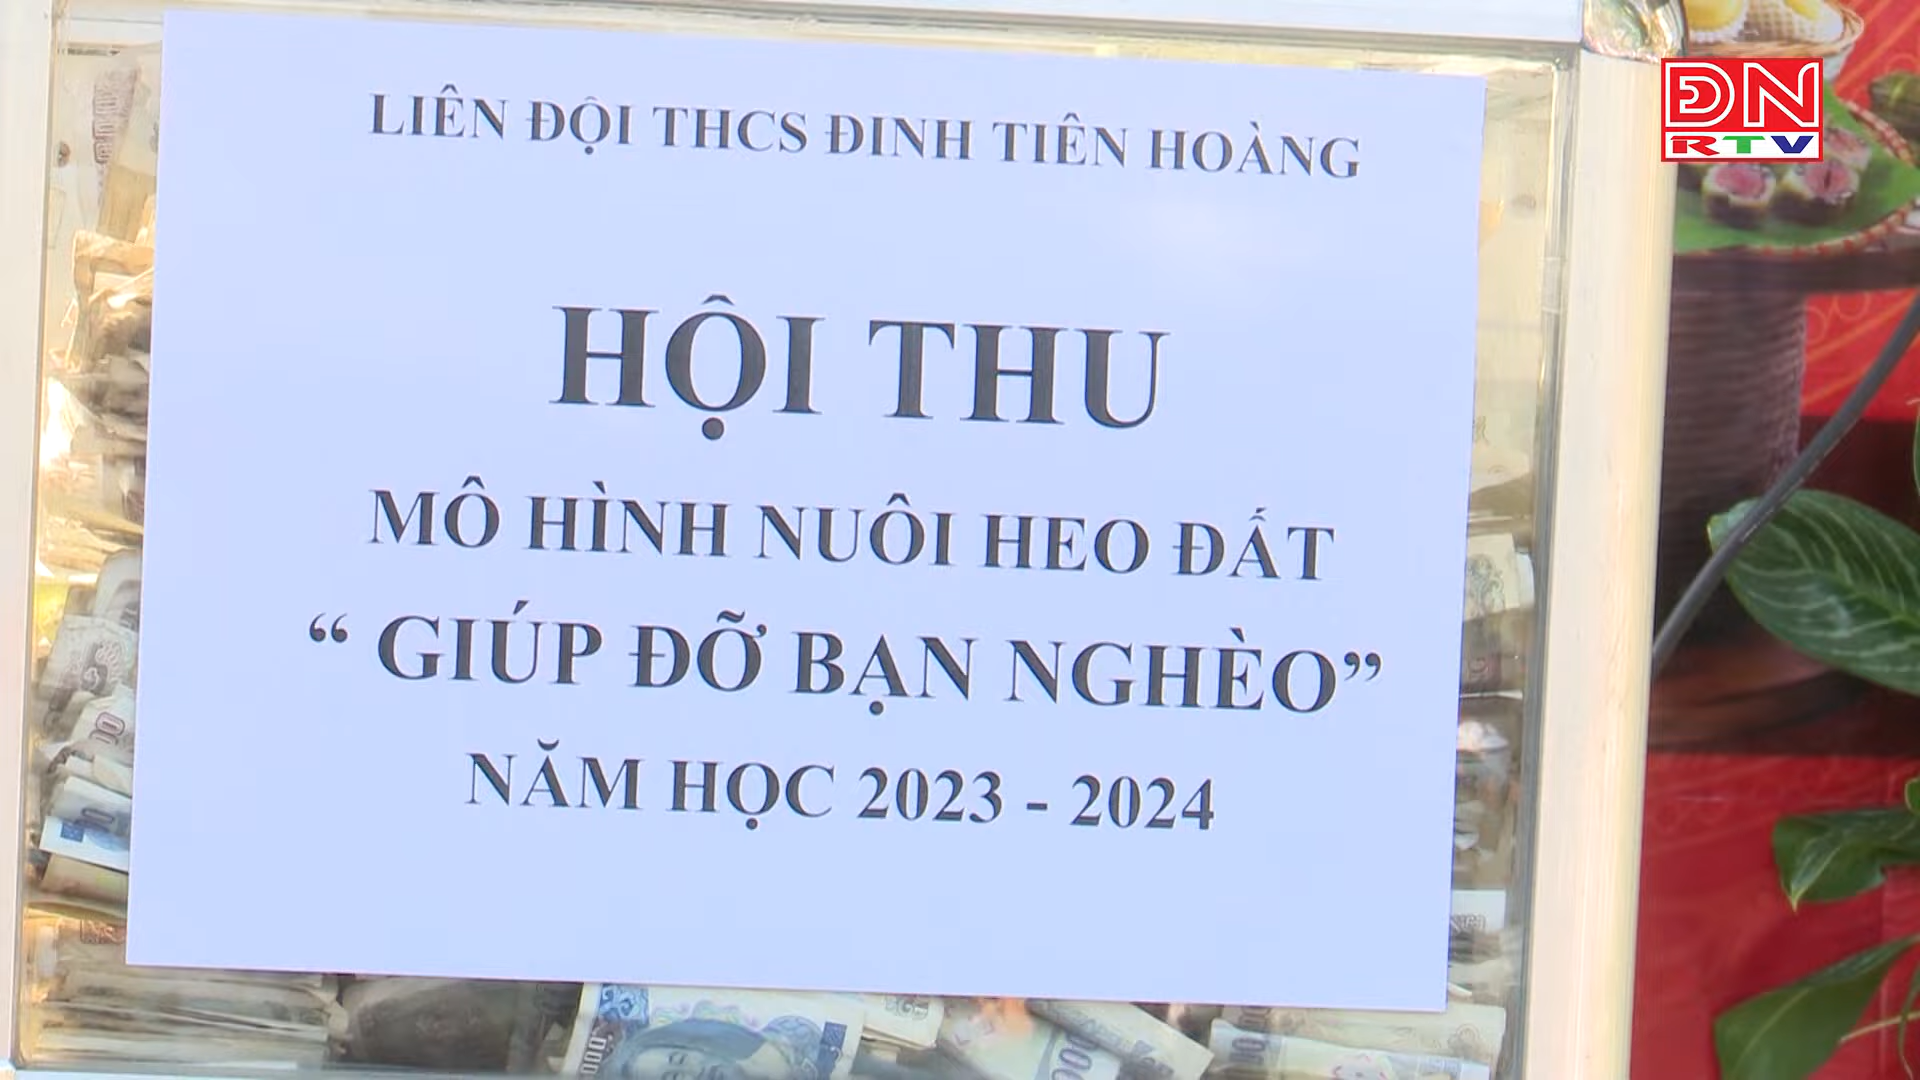 LIÊN ĐỘI THCS ĐINH TIÊN HOÀNG
HỘI THU
MÔ HÌNH NUÔI HEO ĐẤT
“ GIÚP ĐỠ BẠN NGHÈO”
NĂM HỌC 2023 - 2024
ĐN
RTV